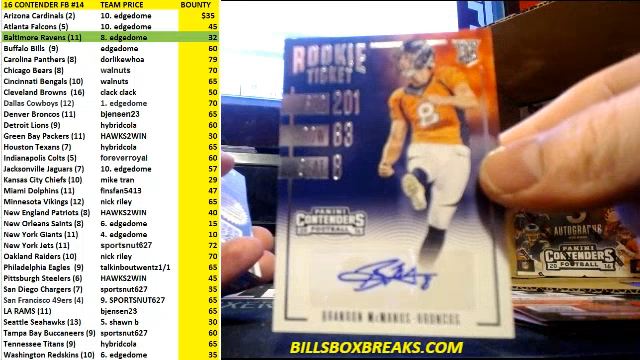 16 CONTENDER FB #14 TEAM PRICE BOUNTY
Arizona Cardinals (2) 10. edgedome $35
Atlanta Falcons (5) 10. edgedome 45
Baltimore Ravens (11) 8. edgedome 32
Buffalo Bills (9) edgedome 60
Carolina Panthers (8) dorlikewhoa 79
Chicago Bears (8) walnuts 70
Cincinnati Bengals (10) walnuts 65
Cleveland Browns (16) clack clack 50
Dallas Cowboys (12) 1. edgedome 70
Denver Broncos (11) bjensen23 65
Detroit Lions (9) hybridcola 60
Green Bay Packers (11) HAWKS2WIN 30
Houston Texas (7) hybridcola 65
Indianapolis Colts (5) foreverroyal 60
Jacksonville Jaguars (7) 10. edgedome 57
Kansas City Chiefs (10) mike tran 29
Miami Dolphins (11) finsfan5413 47
Minnesota Vikings (12) nick riley 65
New England Patriots (8) HAWKS2WIN 40
New Orleans Saints (8) 6. edgedome 15
New York Giants (11) 4. edgedome 10
New York Jets (11) sportsnut627 72
Oakland Raiders (10) nick riley 70
Philadelphia Eagles (9) talkinboutwentz1/1 65
Pittsburgh Steelers (6) HAWKS2WIN 45
San Diego Chargers (7) sportsnut627 35
San Francisco 49ers (4) 9. SPORTSNUT627 65
LA RAMS (11) bjensen23 65
Seattle Seahawks (13) 5. shawn b 30
Tampa Bay Buccaneers (9) sportsnut627 60
Tennessee Titans (9) hybridcola 65
Washington Redskins (10) 6. edgedome 35
ROOKIE
TICKET
201
83
8
8
PANINI
CONTENDERS
FOOTBALL
BRANDON McMANUS-BRONCOS
AUTOGRAPHS
PANINI
CONTENDERS
20 FOOTBALL 16
BILLSBOXBREAKS.COM